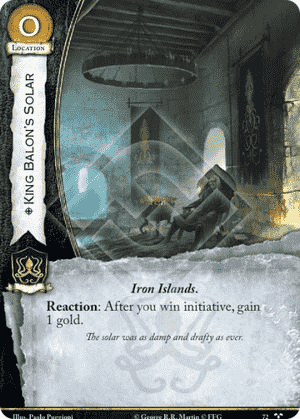 0
LOCATION
KING BALON'S SOLAR
Iron Islands.
Reaction: After you win initiative, gain
1 gold.
The solar was as damp and drafty as ever.
Illus. Paolo Puggioni
© George R.R. Martin © FFG
72